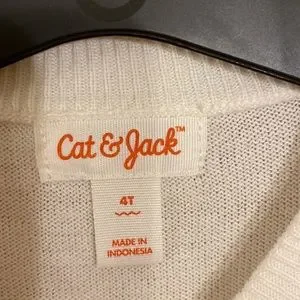 Cat & Jack™
4T
MADE IN
INDONESIA